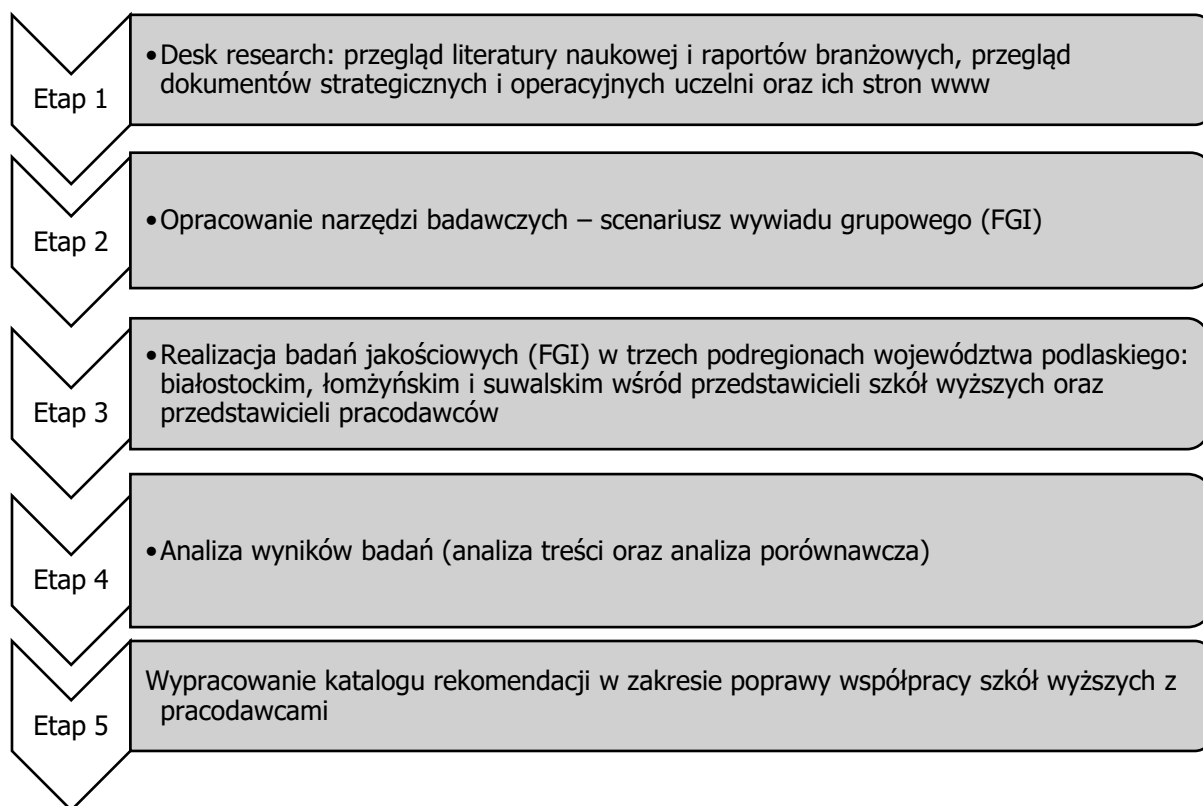 Etap 1
•Desk research: przegląd literatury naukowej i raportów branżowych, przegląd
dokumentów strategicznych i operacyjnych uczelni oraz ich stron www
Etap 2
•Opracowanie narzędzi badawczych – scenariusz wywiadu grupowego (FGI)
Etap 3
•Realizacja badań jakościowych (FGI) w trzech podregionach województwa podlaskiego:
białostockim, łomżyńskim i suwalskim wśród przedstawicieli szkół wyższych oraz
przedstawicieli pracodawców
Etap 4
•Analiza wyników badań (analiza treści oraz analiza porównawcza)
Etap 5
Wypracowanie katalogu rekomendacji w zakresie poprawy współpracy szkół wyższych z
pracodawcami